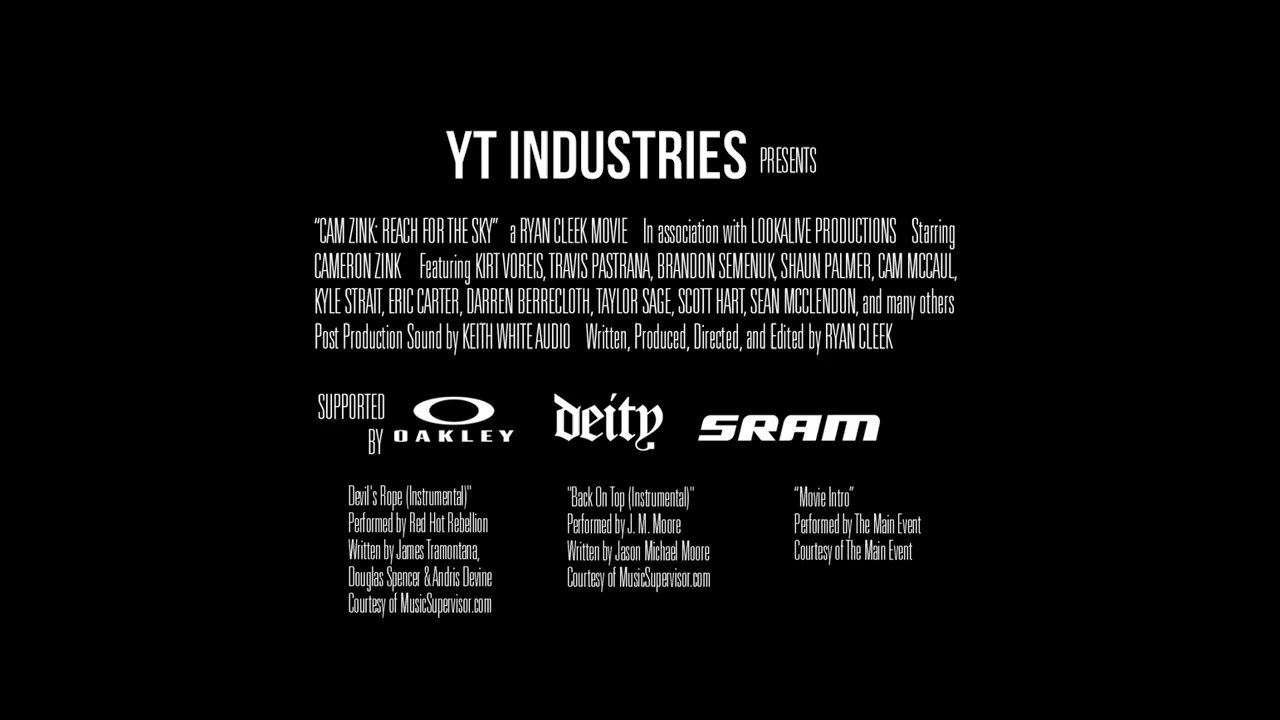 YT INDUSTRIES PRESENTS
“CAM ZINK: REACH FOR THE SKY” a RYAN CLEEK MOVIE In association with LOOKALIVE PRODUCTIONS Starring
CAMERON ZINK Featuring KIRT VOREIS, TRAVIS PASTRANA, BRANDON SEMENUK, SHAUN PALMER, CAM MCCAUL,
KYLE STRAIT, ERIC CARTER, DARREN BERRECLOTH, TAYLOR SAGE, SCOTT HART, SEAN MCCLENDON, and many others
Post Production Sound by KEITH WHITE AUDIO Written, Produced, Directed, and Edited by RYAN CLEEK
SUPPORTED
BY
OAKLEY
deity
SRAM
Devil's Rope (Instrumental)"
Performed by Red Hot Rebellion
Written by James Tramontana,
Douglas Spencer & Andris Devine
Courtesy of MusicSupervisor.com
"Back On Top (Instrumental)"
Performed by J. M. Moore
Written by Jason Michael Moore
Courtesy of MusicSupervisor.com
“Movie Intro”
Performed by The Main Event
Courtesy of The Main Event